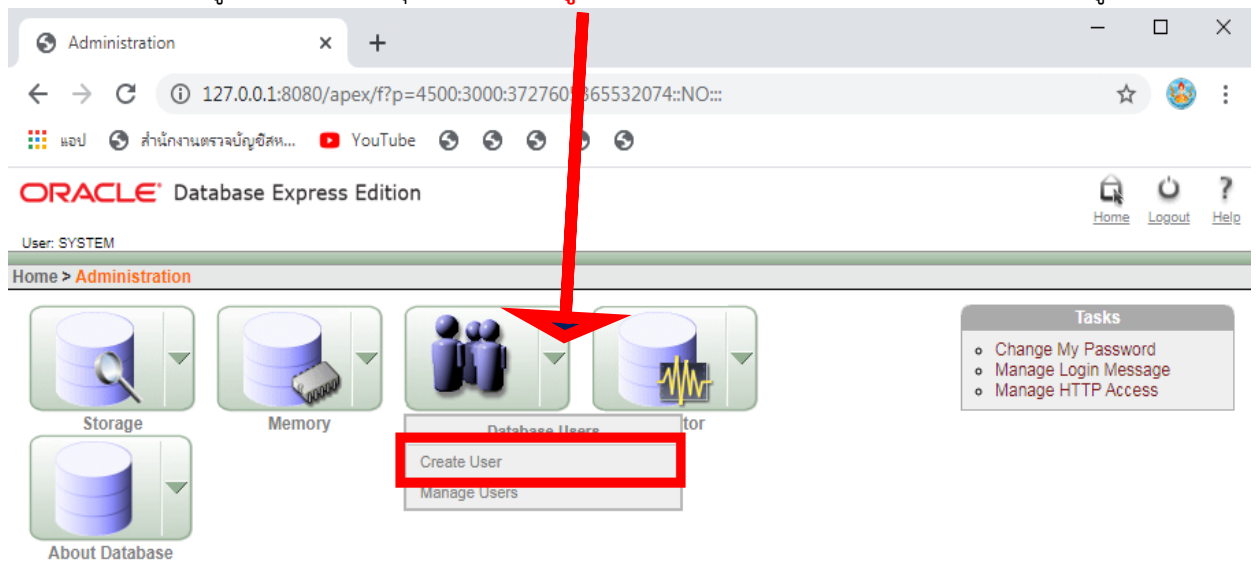 Administration
127.0.0.1:8080/apex/f?p=4500:3000:3727605365532074::NO:::
แอป สำนักงานตรวจบัญชีสห... YouTube
ORACLE Database Express Edition
Home Logout Help
User: SYSTEM
Home > Administration
Tasks
Change My Password
Manage Login Message
Manage HTTP Access
Storage Memory Database Users tor
Create User
Manage Users
About Database